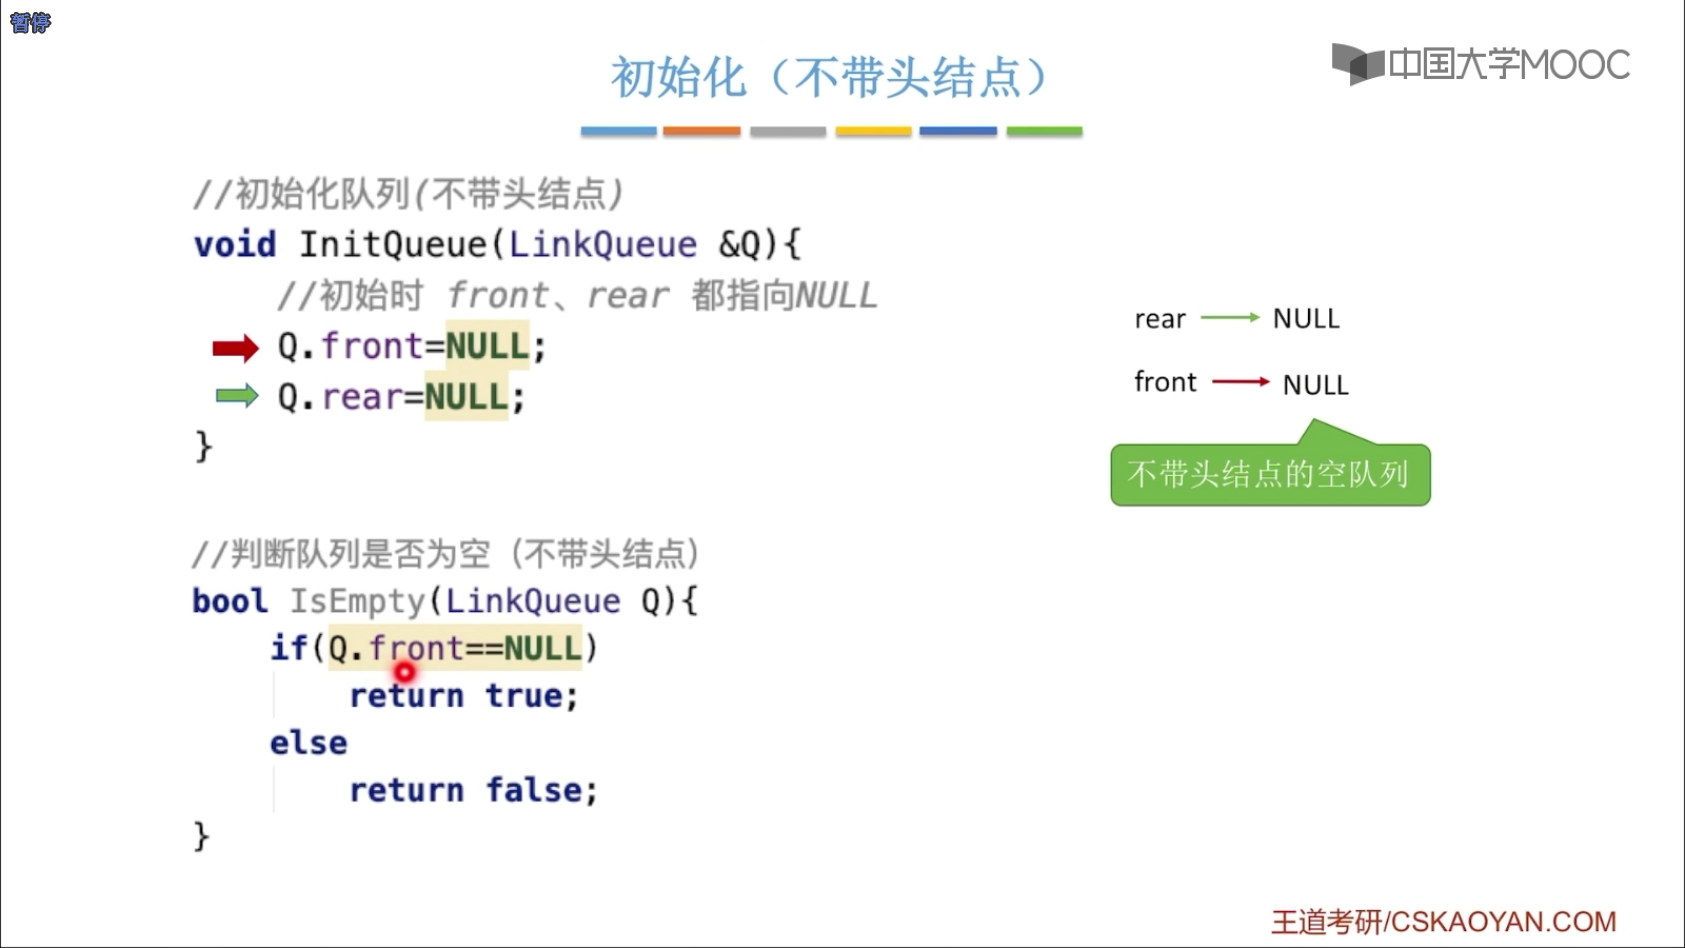 暂停
初始化（不带头结点）
中国大学MOOC
//初始化队列(不带头结点)
void InitQueue(LinkQueue &Q){
//初始时 front、rear 都指向NULL
Q.front=NULL;
Q.rear=NULL;
}
rear NULL
front NULL
不带头结点的空队列
//判断队列是否为空（不带头结点）
bool IsEmpty(LinkQueue Q){
if(Q.front==NULL)
return true;
else
return false;
}
王道考研/CSKAOYAN.COM